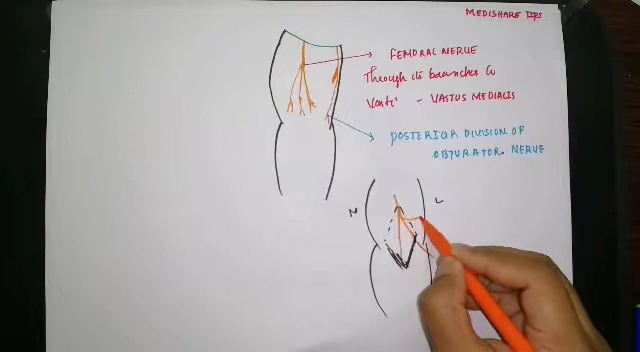 MEDISHARE TIPS
FEMORAL NERVE
Through its branches to
Vasti - VASTUS MEDIALIS
POSTERIOR DIVISION OF
OBTURATOR NERVE
M L